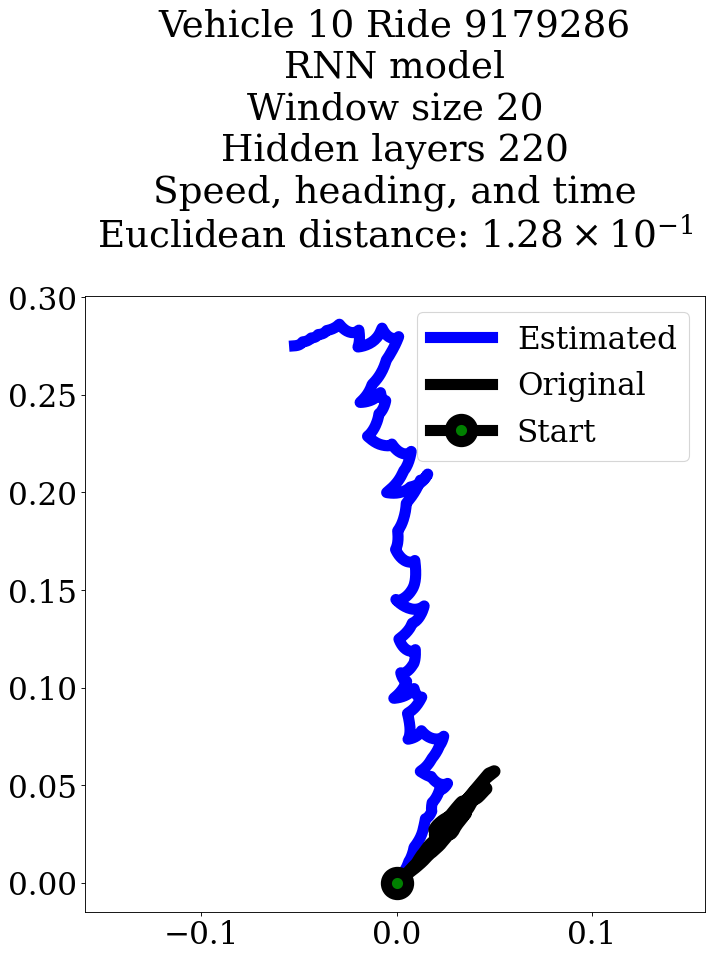 Vehicle 10 Ride 9179286
RNN model
Window size 20
Hidden layers 220
Speed, heading, and time
Euclidean distance: 1.28 × 10⁻¹
0.30
0.25
0.20
0.15
0.10
0.05
0.00
−0.1
0.0
0.1
Estimated
Original
Start